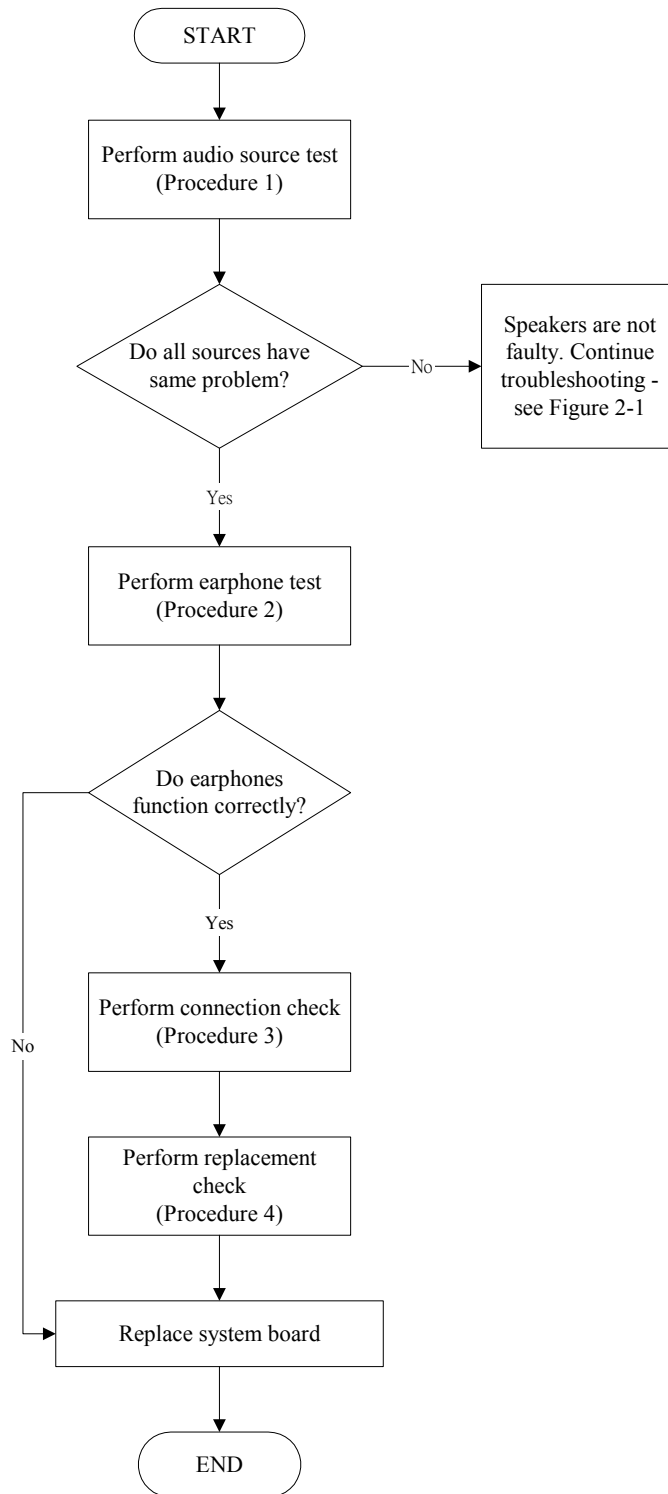 START
Perform audio source test
(Procedure 1)
Do all sources have
same problem?
No
Speakers are not
faulty. Continue
troubleshooting -
see Figure 2-1
Yes
Perform earphone test
(Procedure 2)
Do earphones
function correctly?
Yes
Perform connection check
(Procedure 3)
No
Perform replacement
check
(Procedure 4)
Replace system board
END